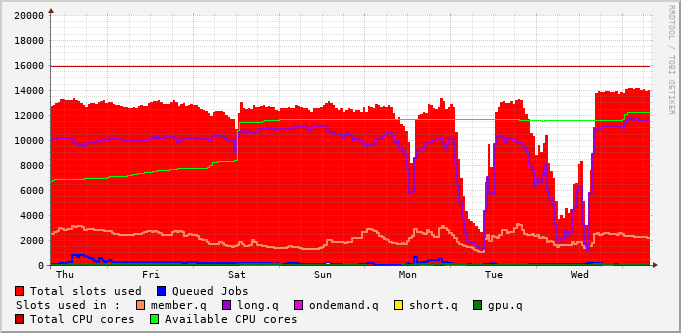 20000
18000
16000
14000
12000
10000
8000
6000
4000
2000
0
Thu Fri Sat Sun Mon Tue Wed
RRDTOOL / TOBI OETIKER
Total slots used Queued Jobs
Slots used in : member.q long.q ondemand.q short.q gpu.q
Total CPU cores Available CPU cores